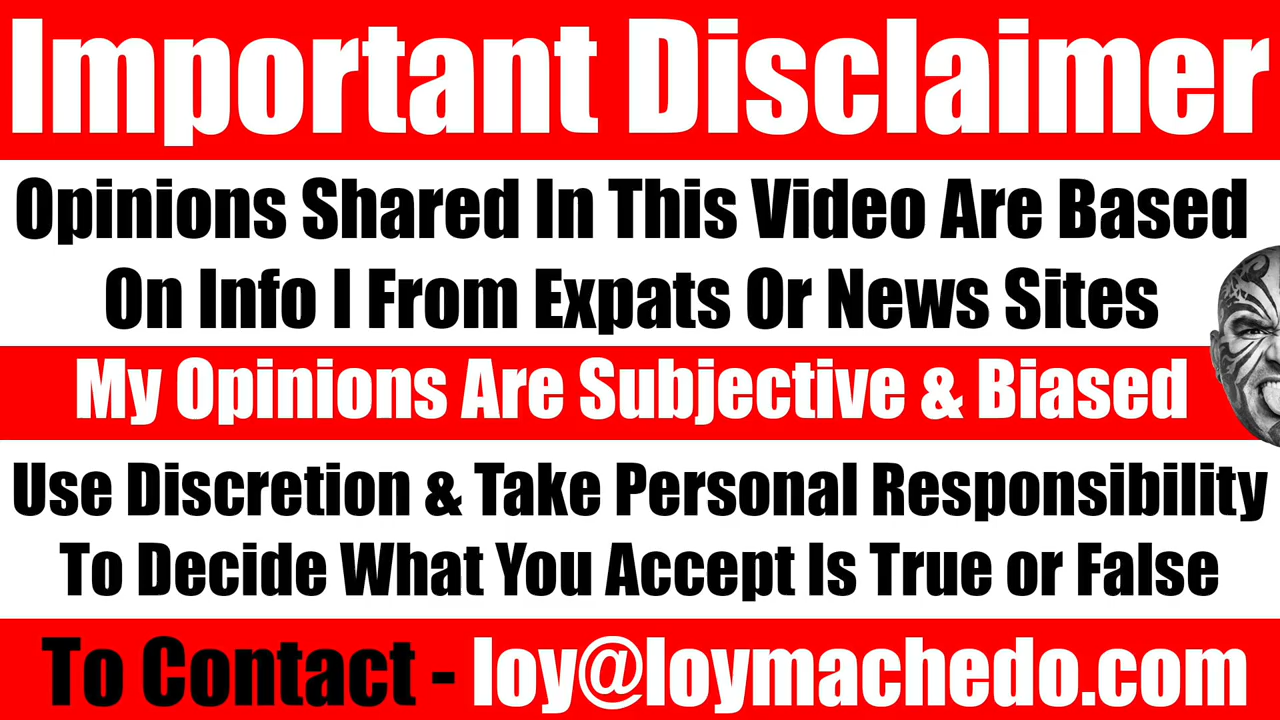 Important Disclaimer
Opinions Shared In This Video Are Based
On Info I From Expats Or News Sites
My Opinions Are Subjective & Biased
Use Discretion & Take Personal Responsibility
To Decide What You Accept Is True or False
To Contact - loy@loymachedo.com